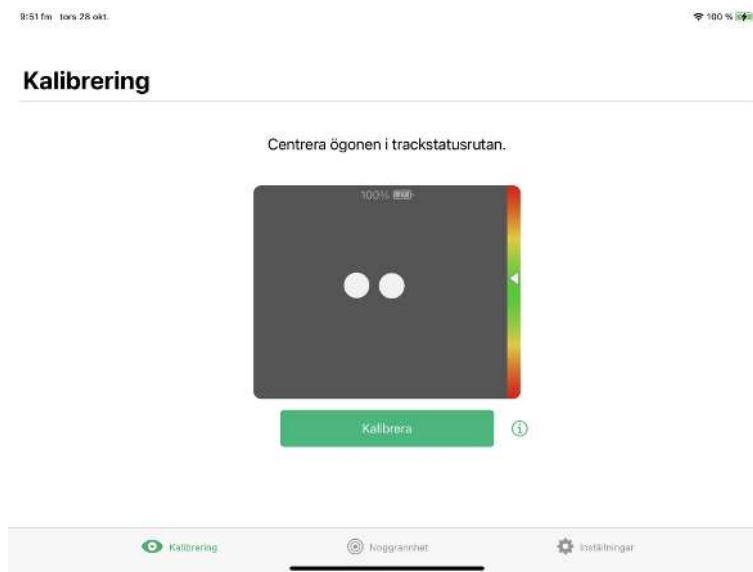 9:51 fm tors 28 okt. 100 %
Kalibrering
Centrera ögonen i trackstatusrutan.
100%
Kalibrera
Kalibrering Noggrannhet Inställningar